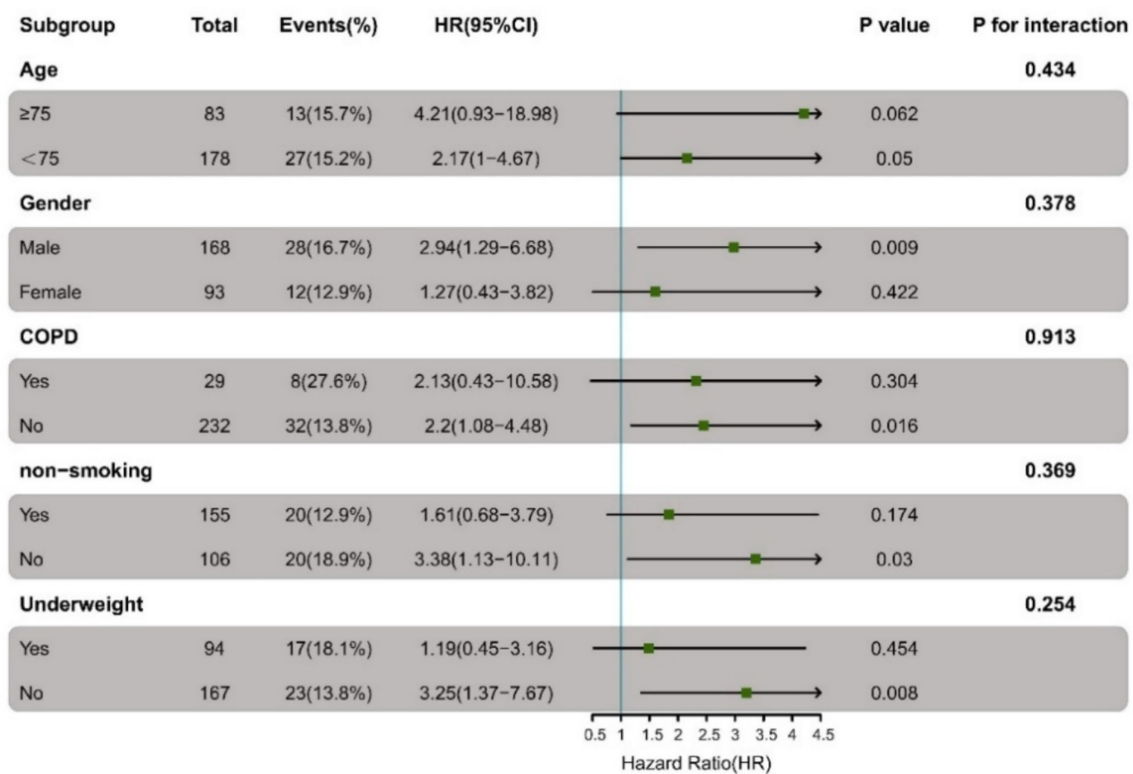 Subgroup Total Events(%) HR(95%CI) P value P for interaction
Age 0.434
≥75 83 13(15.7%) 4.21(0.93−18.98) 0.062
<75 178 27(15.2%) 2.17(1−4.67) 0.05
Gender 0.378
Male 168 28(16.7%) 2.94(1.29−6.68) 0.009
Female 93 12(12.9%) 1.27(0.43−3.82) 0.422
COPD 0.913
Yes 29 8(27.6%) 2.13(0.43−10.58) 0.304
No 232 32(13.8%) 2.2(1.08−4.48) 0.016
non−smoking 0.369
Yes 155 20(12.9%) 1.61(0.68−3.79) 0.174
No 106 20(18.9%) 3.38(1.13−10.11) 0.03
Underweight 0.254
Yes 94 17(18.1%) 1.19(0.45−3.16) 0.454
No 167 23(13.8%) 3.25(1.37−7.67) 0.008
0.5 1 1.5 2 2.5 3 3.5 4 4.5
Hazard Ratio(HR)